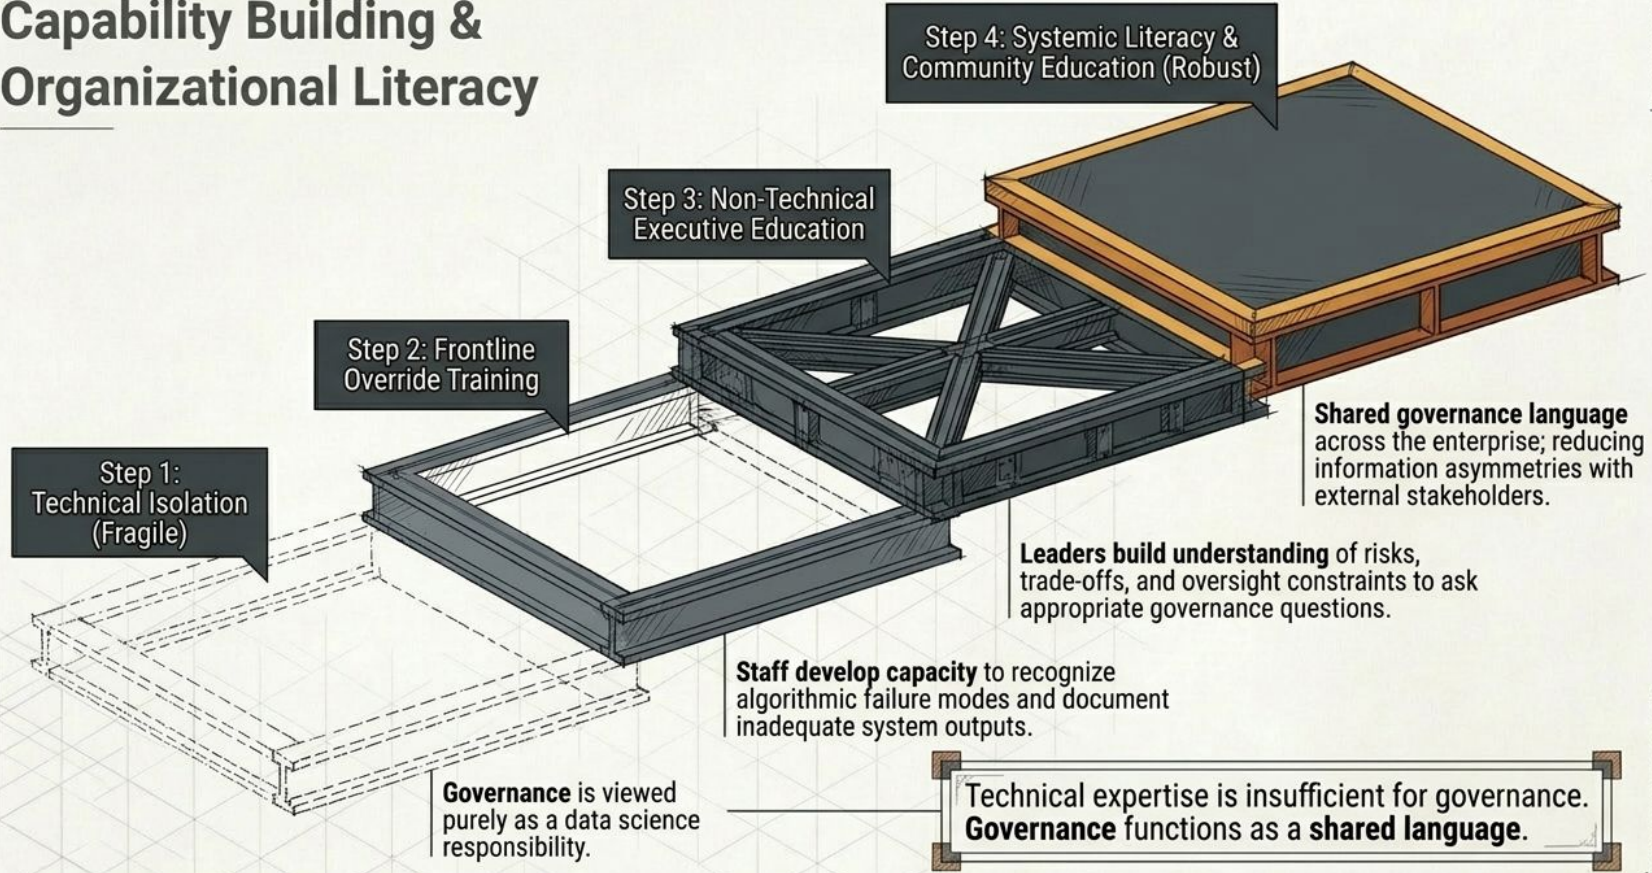 Capability Building &
Organizational Literacy
Step 4: Systemic Literacy &
Community Education (Robust)
Step 3: Non-Technical
Executive Education
Step 2: Frontline
Override Training
Step 1:
Technical Isolation
(Fragile)
Shared governance language
across the enterprise; reducing
information asymmetries with
external stakeholders.
Leaders build understanding of risks,
trade-offs, and oversight constraints to ask
appropriate governance questions.
Staff develop capacity to recognize
algorithmic failure modes and document
inadequate system outputs.
Governance is viewed
purely as a data science
responsibility.
Technical expertise is insufficient for governance.
Governance functions as a shared language.